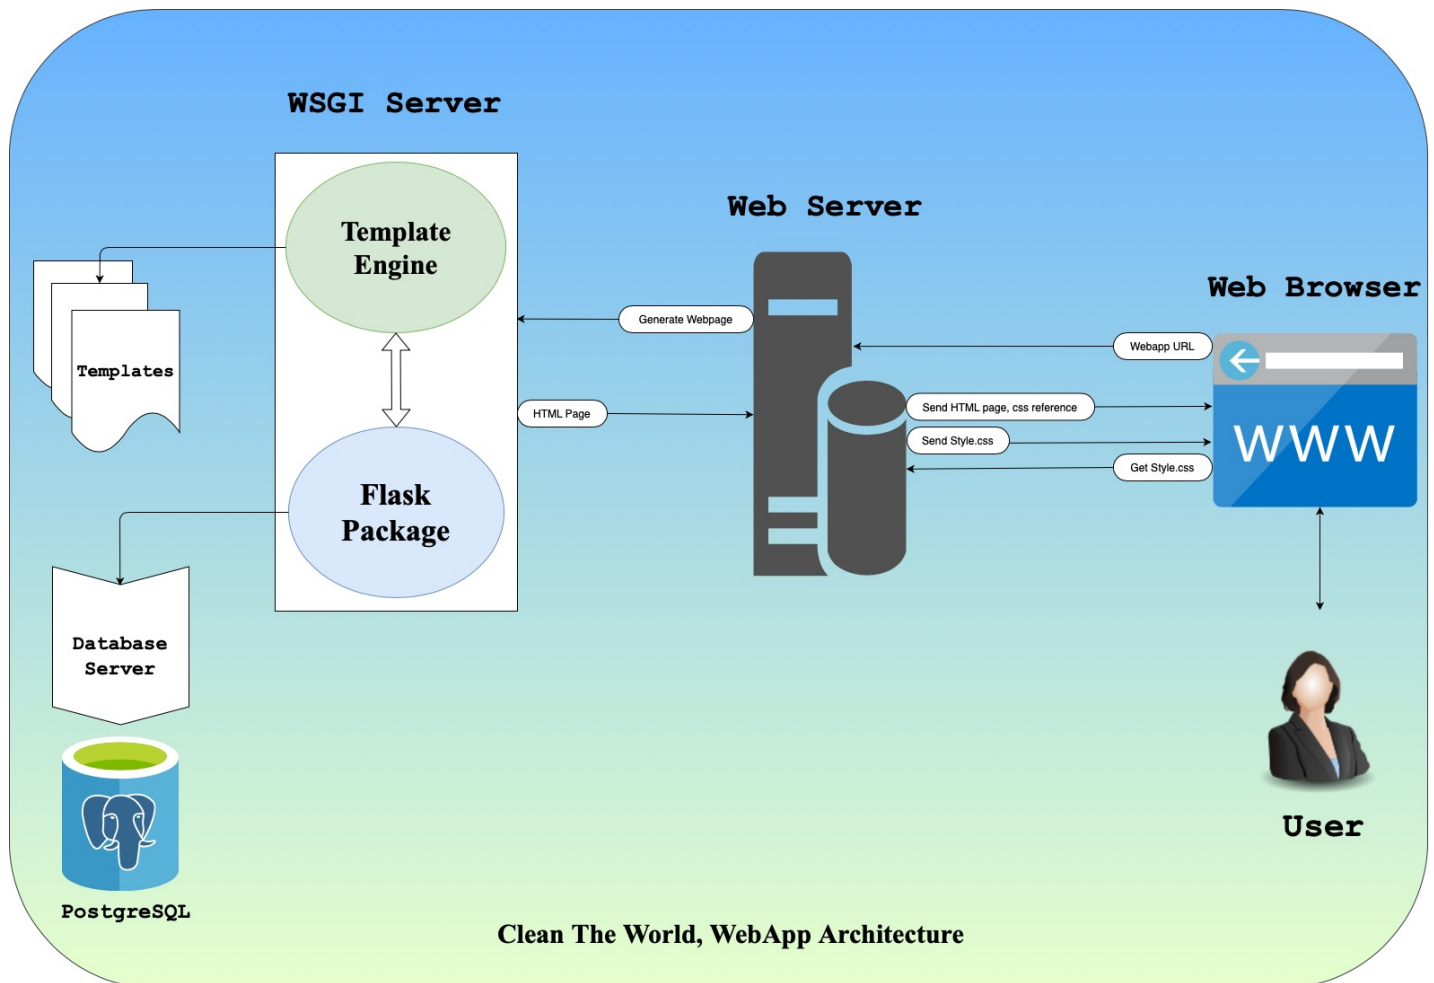 WSGI Server
Template
Engine
Templates
Flask
Package
Database
Server
PostgreSQL
Generate Webpage
HTML Page
Web Server
Webapp URL
Send HTML page, css reference
Send Style.css
Get Style.css
Web Browser
WWW
User
Clean The World, WebApp Architecture